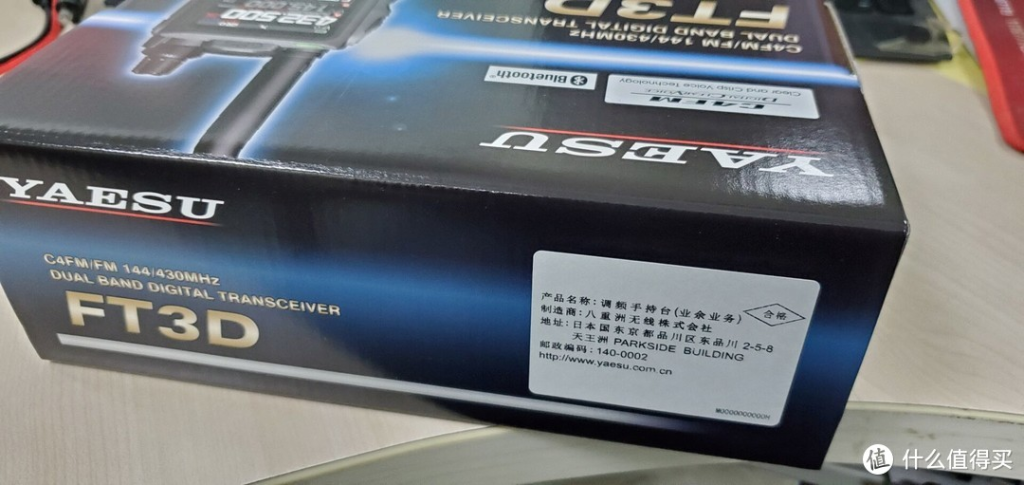 432.500
FT3D
DUAL BAND DIGITAL TRANSCEIVER
C4FM/FM 144/430MHz
Bluetooth®
C4FM
Clear and Crisp Voice Technology
YAESU
YAESU
C4FM/FM 144/430MHz
DUAL BAND DIGITAL TRANSCEIVER
FT3D
产品名称：调频手持台(业余业务)
制造商：八重洲无线株式会社
地址：日本国东京都品川区东品川 2-5-8
天王洲 PARKSIDE BUILDING
邮政编码：140-0002
http://www.yaesu.com.cn
合格
值 什么值得买